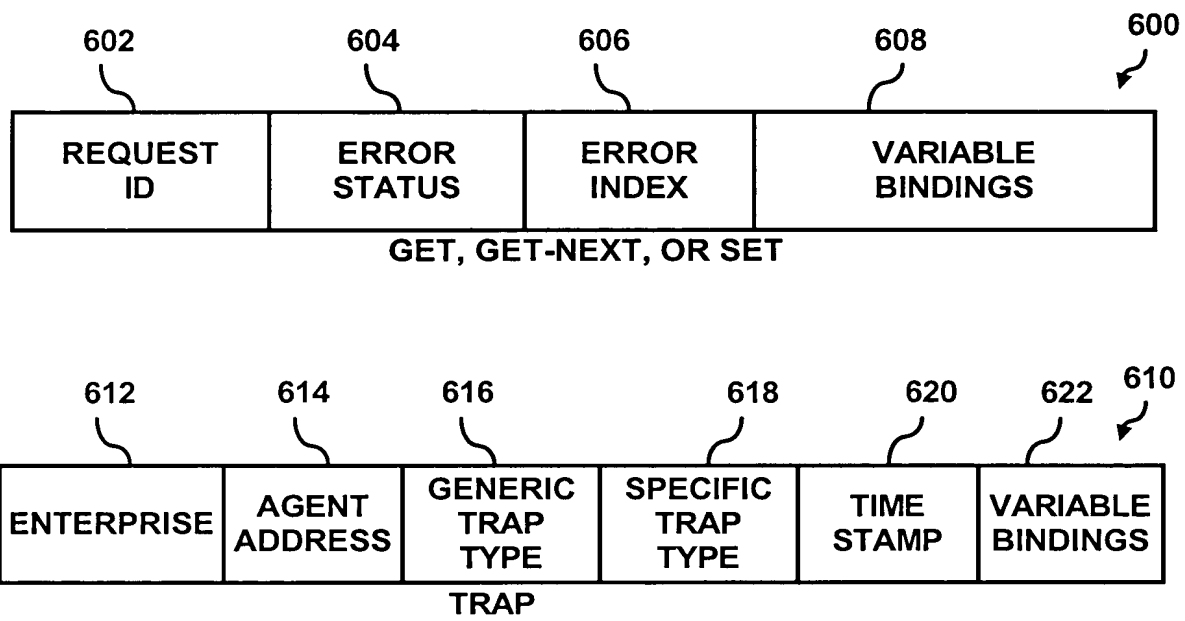 602 604 606 608 600
REQUEST ID
ERROR STATUS
ERROR INDEX
VARIABLE BINDINGS
GET, GET-NEXT, OR SET
612 614 616 618 620 622 610
ENTERPRISE
AGENT ADDRESS
GENERIC TRAP TYPE
SPECIFIC TRAP TYPE
TIME STAMP
VARIABLE BINDINGS
TRAP